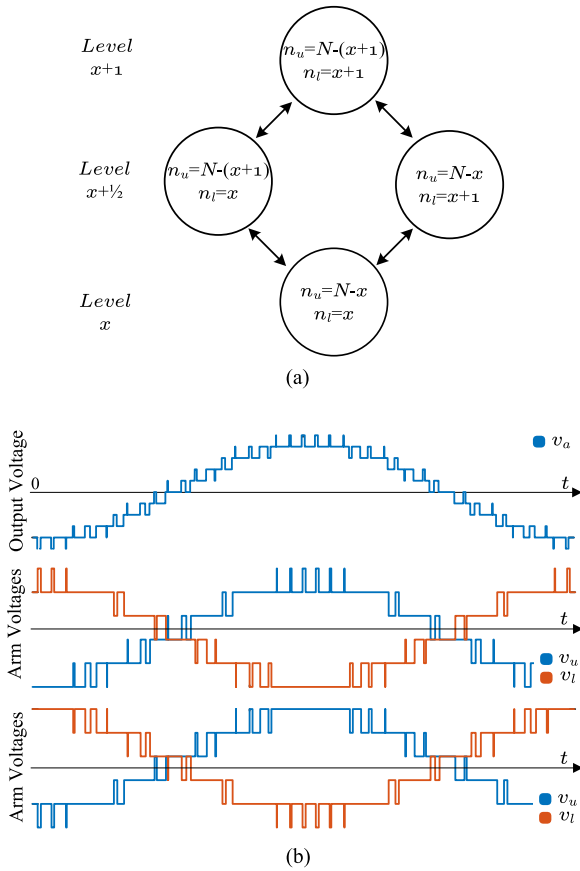 Level
x+1
n_u=N-(x+1)
n_l=x+1
Level
x+½
n_u=N-(x+1)
n_l=x
n_u=N-x
n_l=x+1
Level
x
n_u=N-x
n_l=x
(a)
Output Voltage
0
v_a
t
Arm Voltages
t
v_u
v_l
Arm Voltages
t
v_u
v_l
(b)